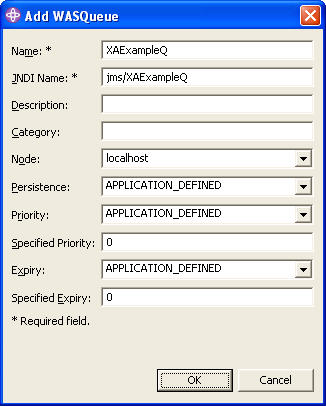 Add WASQueue
Name: * XAExampleQ
JNDI Name: * jms/XAExampleQ
Description:
Category:
Node: localhost
Persistence: APPLICATION_DEFINED
Priority: APPLICATION_DEFINED
Specified Priority: 0
Expiry: APPLICATION_DEFINED
Specified Expiry: 0
* Required field.
OK Cancel